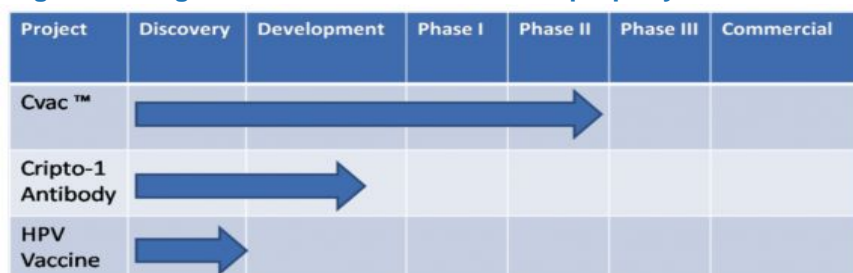 Project Discovery Development Phase I Phase II Phase III Commercial
Cvac ™
Cripto-1
Antibody
HPV
Vaccine